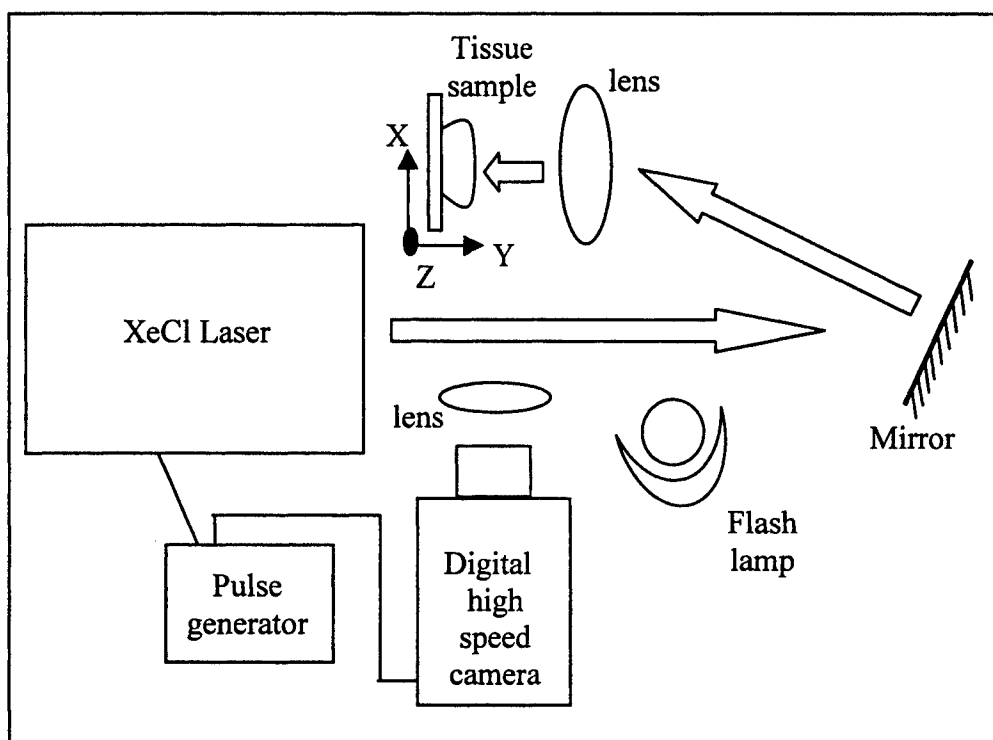 Tissue
sample
lens
X
Y
Z
XeCl Laser
lens
Mirror
Flash
lamp
Pulse
generator
Digital
high
speed
camera